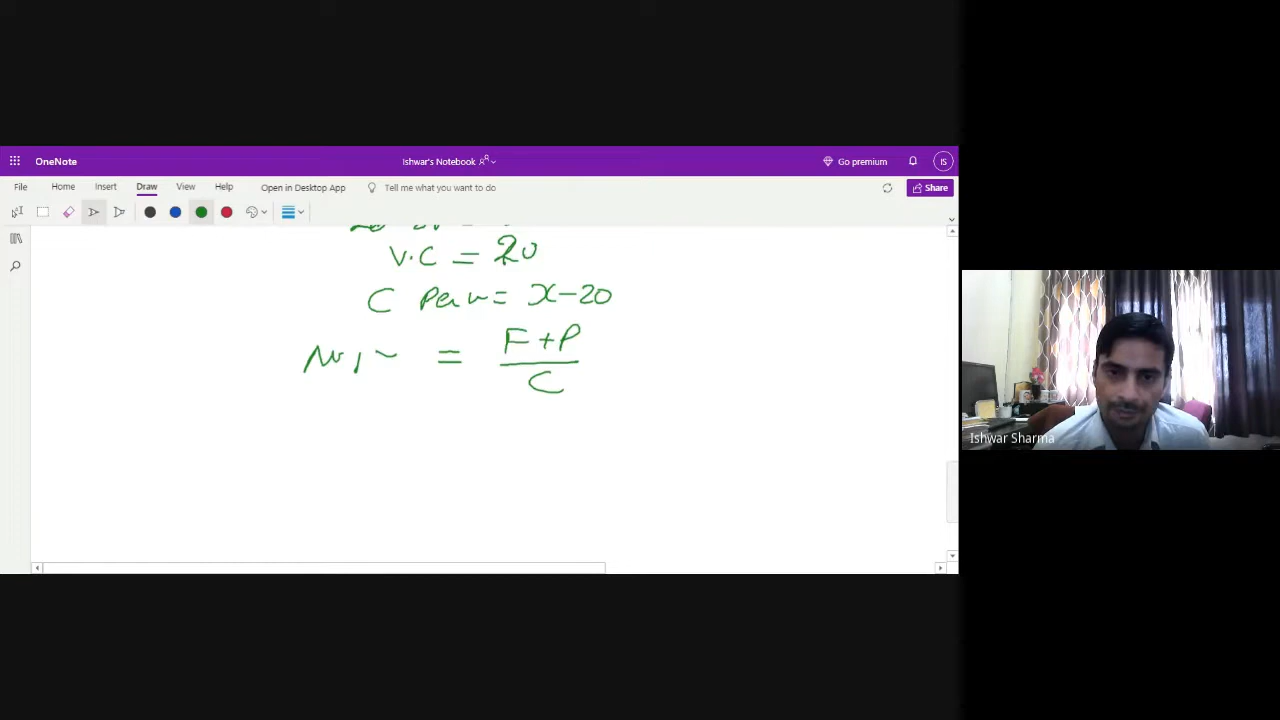 OneNote
Ishwar's Notebook
Go premium
IS
File Home Insert Draw View Help Open in Desktop App Tell me what you want to do
Share
V.C = 20
C Per u = x-20
= F+P
C
Ishwar Sharma